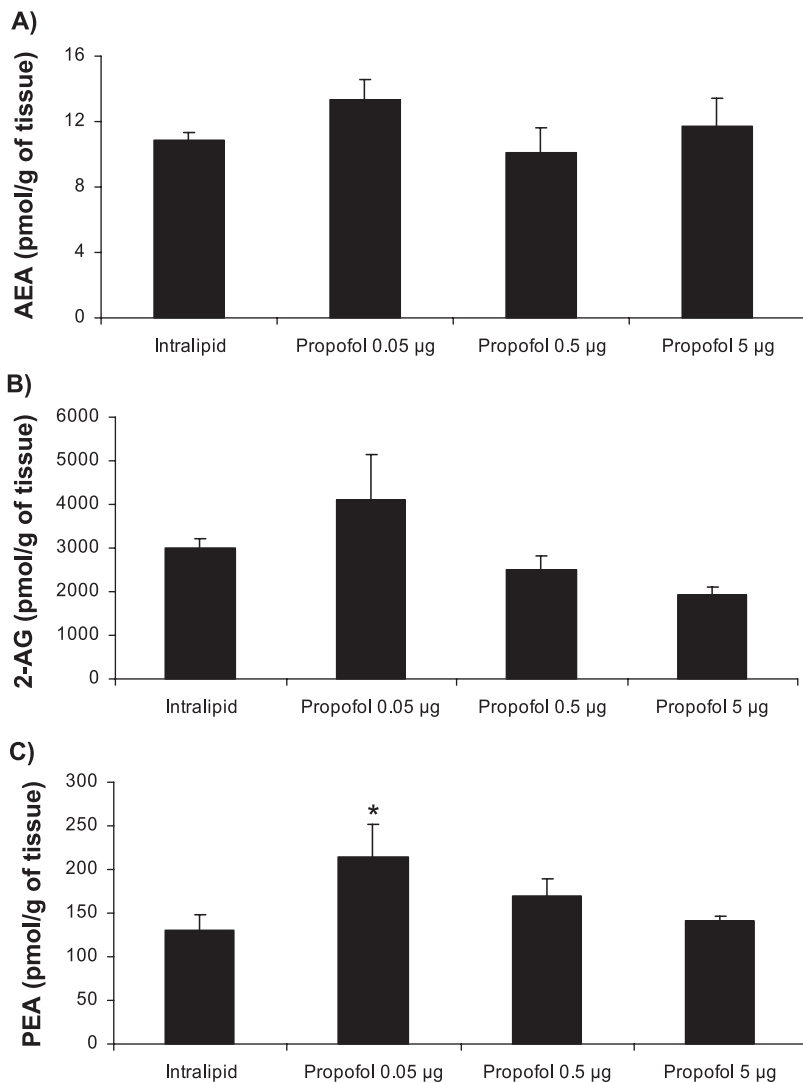 A)
AEA (pmol/g of tissue)
16
12
8
4
0
Intralipid Propofol 0.05 µg Propofol 0.5 µg Propofol 5 µg
B)
2-AG (pmol/g of tissue)
6000
5000
4000
3000
2000
1000
0
Intralipid Propofol 0.05 µg Propofol 0.5 µg Propofol 5 µg
C)
PEA (pmol/g of tissue)
300
250
200
150
100
50
0
*
Intralipid Propofol 0.05 µg Propofol 0.5 µg Propofol 5 µg